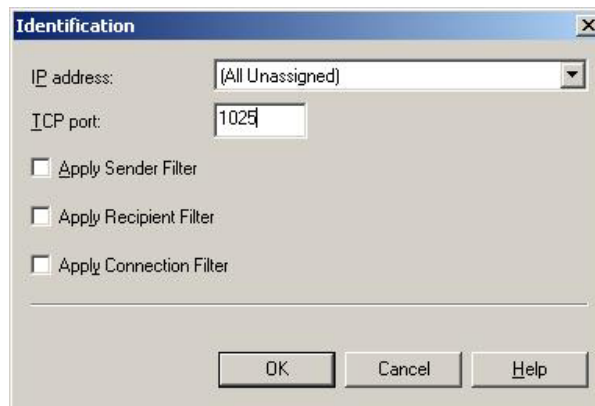 Identification
IP address: (All Unassigned)
TCP port: 1025
Apply Sender Filter
Apply Recipient Filter
Apply Connection Filter
OK Cancel Help